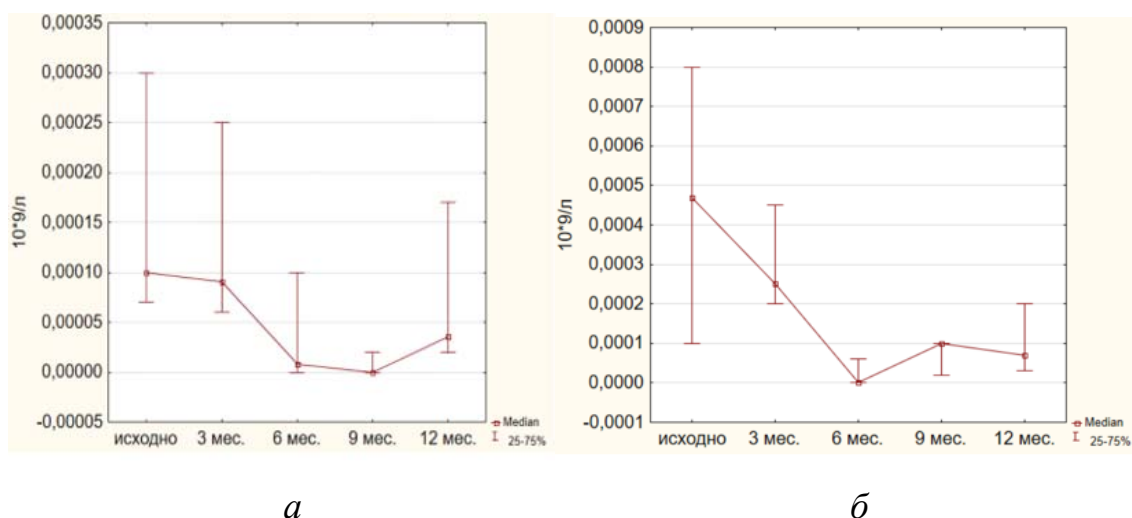 0,00035
0,00030
0,00025
0,00020
0,00015
0,00010
0,00005
0,00000
-0,00005
10*9/л
исходно 3 мес. 6 мес. 9 мес. 12 мес.
Median
25-75%
а
0,0009
0,0008
0,0007
0,0006
0,0005
0,0004
0,0003
0,0002
0,0001
0,0000
-0,0001
10*9/л
исходно 3 мес. 6 мес. 9 мес. 12 мес.
Median
25-75%
б